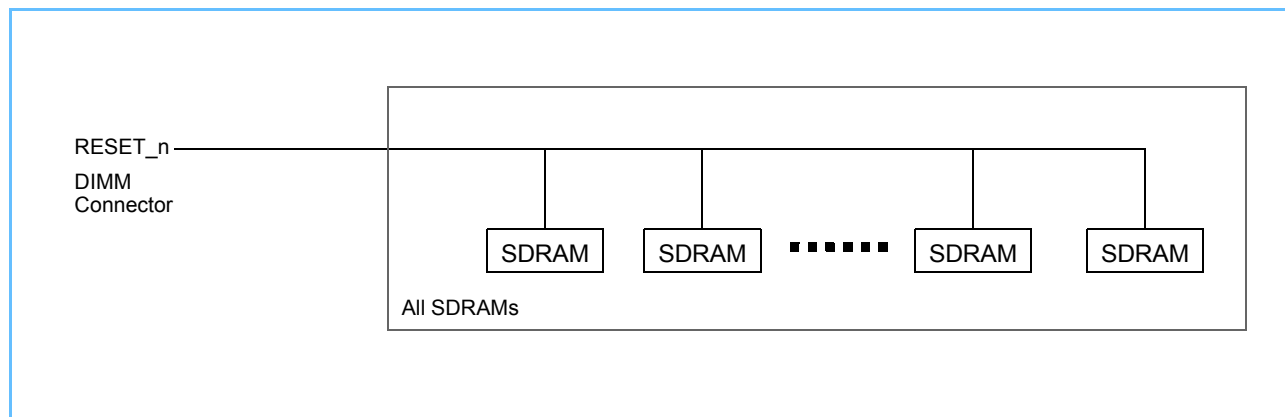 RESET_n
DIMM
Connector
SDRAM
SDRAM
SDRAM
SDRAM
All SDRAMs